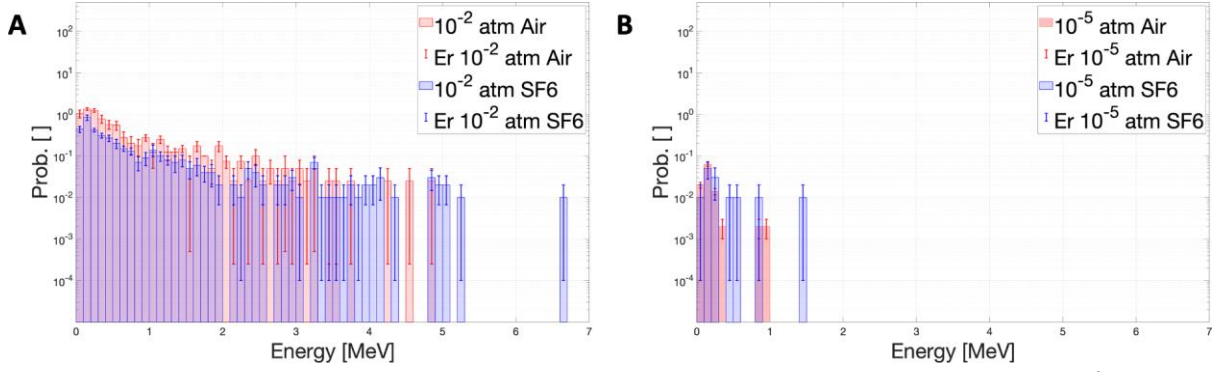 A
10^2
10^1
10^0
10^-1
10^-2
10^-3
10^-4
Prob. [ ]
0 1 2 3 4 5 6 7
Energy [MeV]
10^-2 atm Air
Er 10^-2 atm Air
10^-2 atm SF6
Er 10^-2 atm SF6
B
10^2
10^1
10^0
10^-1
10^-2
10^-3
10^-4
Prob. [ ]
0 1 2 3 4 5 6 7
Energy [MeV]
10^-5 atm Air
Er 10^-5 atm Air
10^-5 atm SF6
Er 10^-5 atm SF6